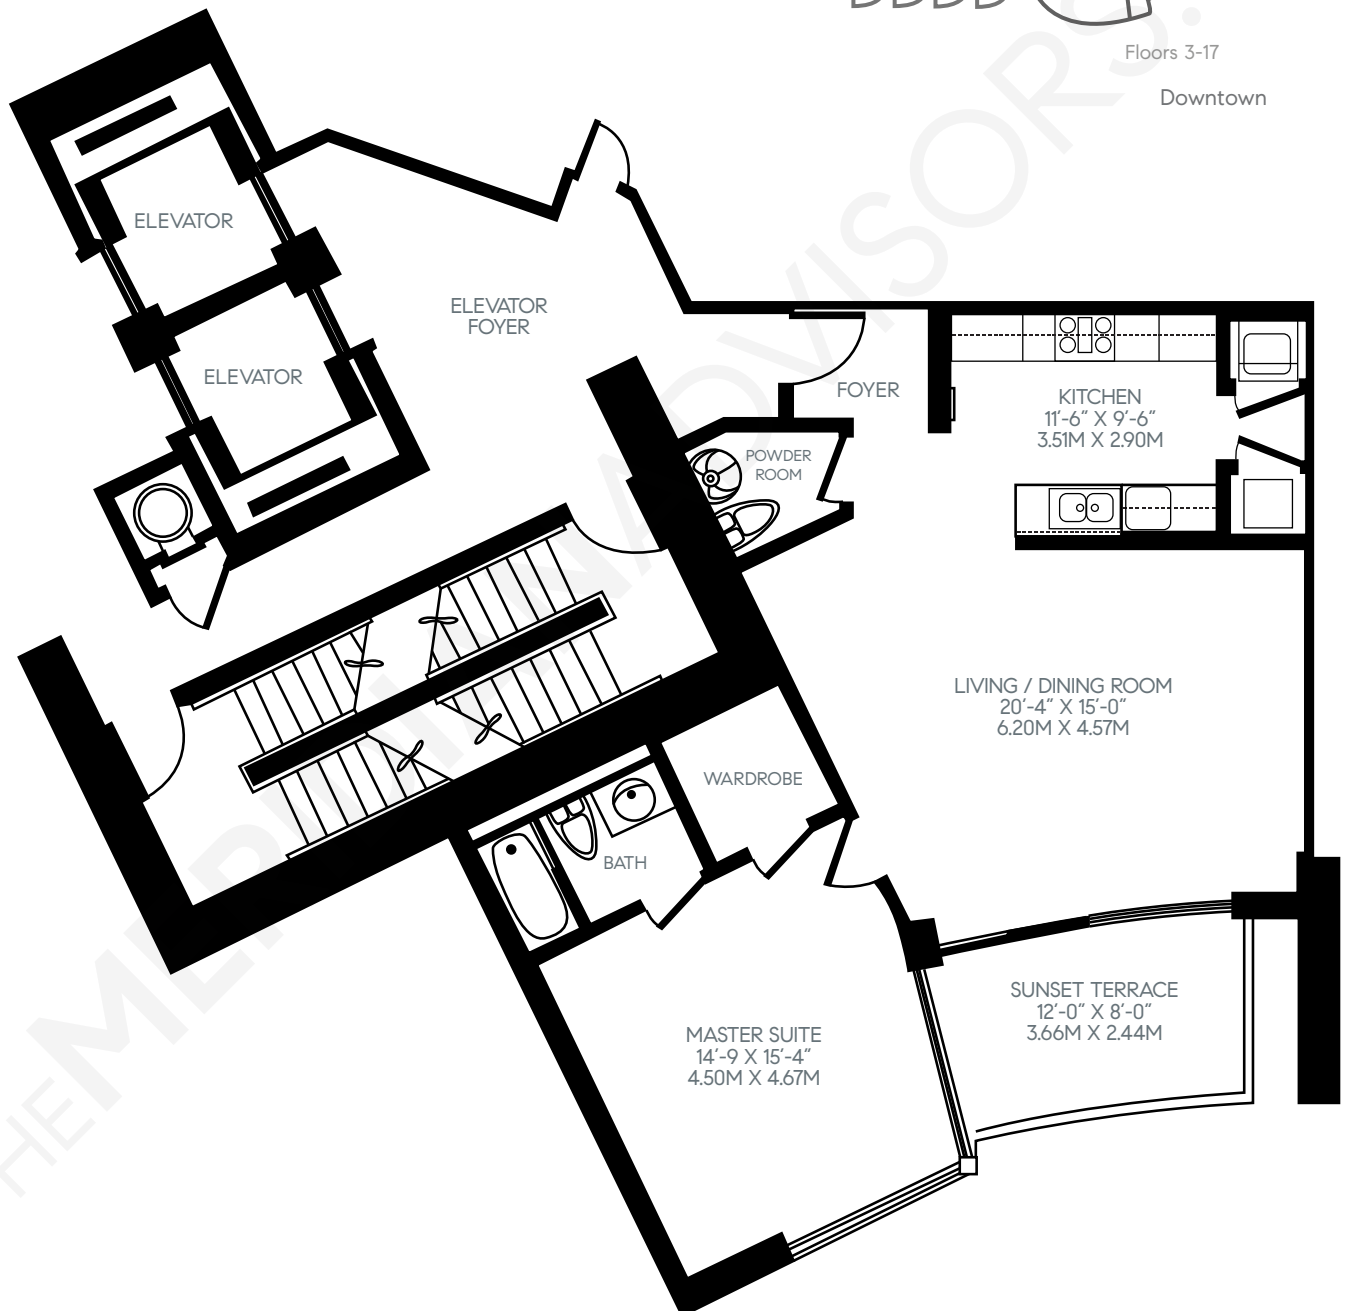 Floors 3-17
Downtown
ELEVATOR
ELEVATOR
FOYER
ELEVATOR
FOYER
KITCHEN
11'-6" X 9'-6"
3.51M X 2.90M
POWDER
ROOM
LIVING / DINING ROOM
20'-4" X 15'-0"
6.20M X 4.57M
WARDROBE
BATH
SUNSET TERRACE
12'-0" X 8'-0"
3.66M X 2.44M
MASTER SUITE
14'-9 X 15'-4"
4.50M X 4.67M